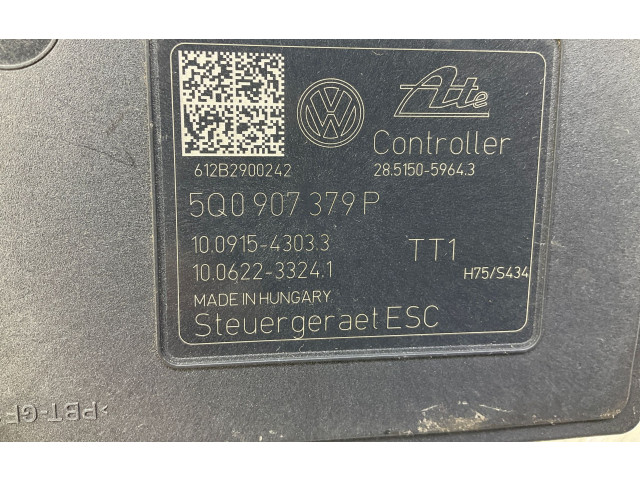 Ate
612B2900242
Controller
28.5150-5964.3
5Q0 907 379 P
10.0915-4303.3
TT1
10.0622-3324.1
H75/S434
MADE IN HUNGARY
Steuergeraet ESC
>PBT-GF